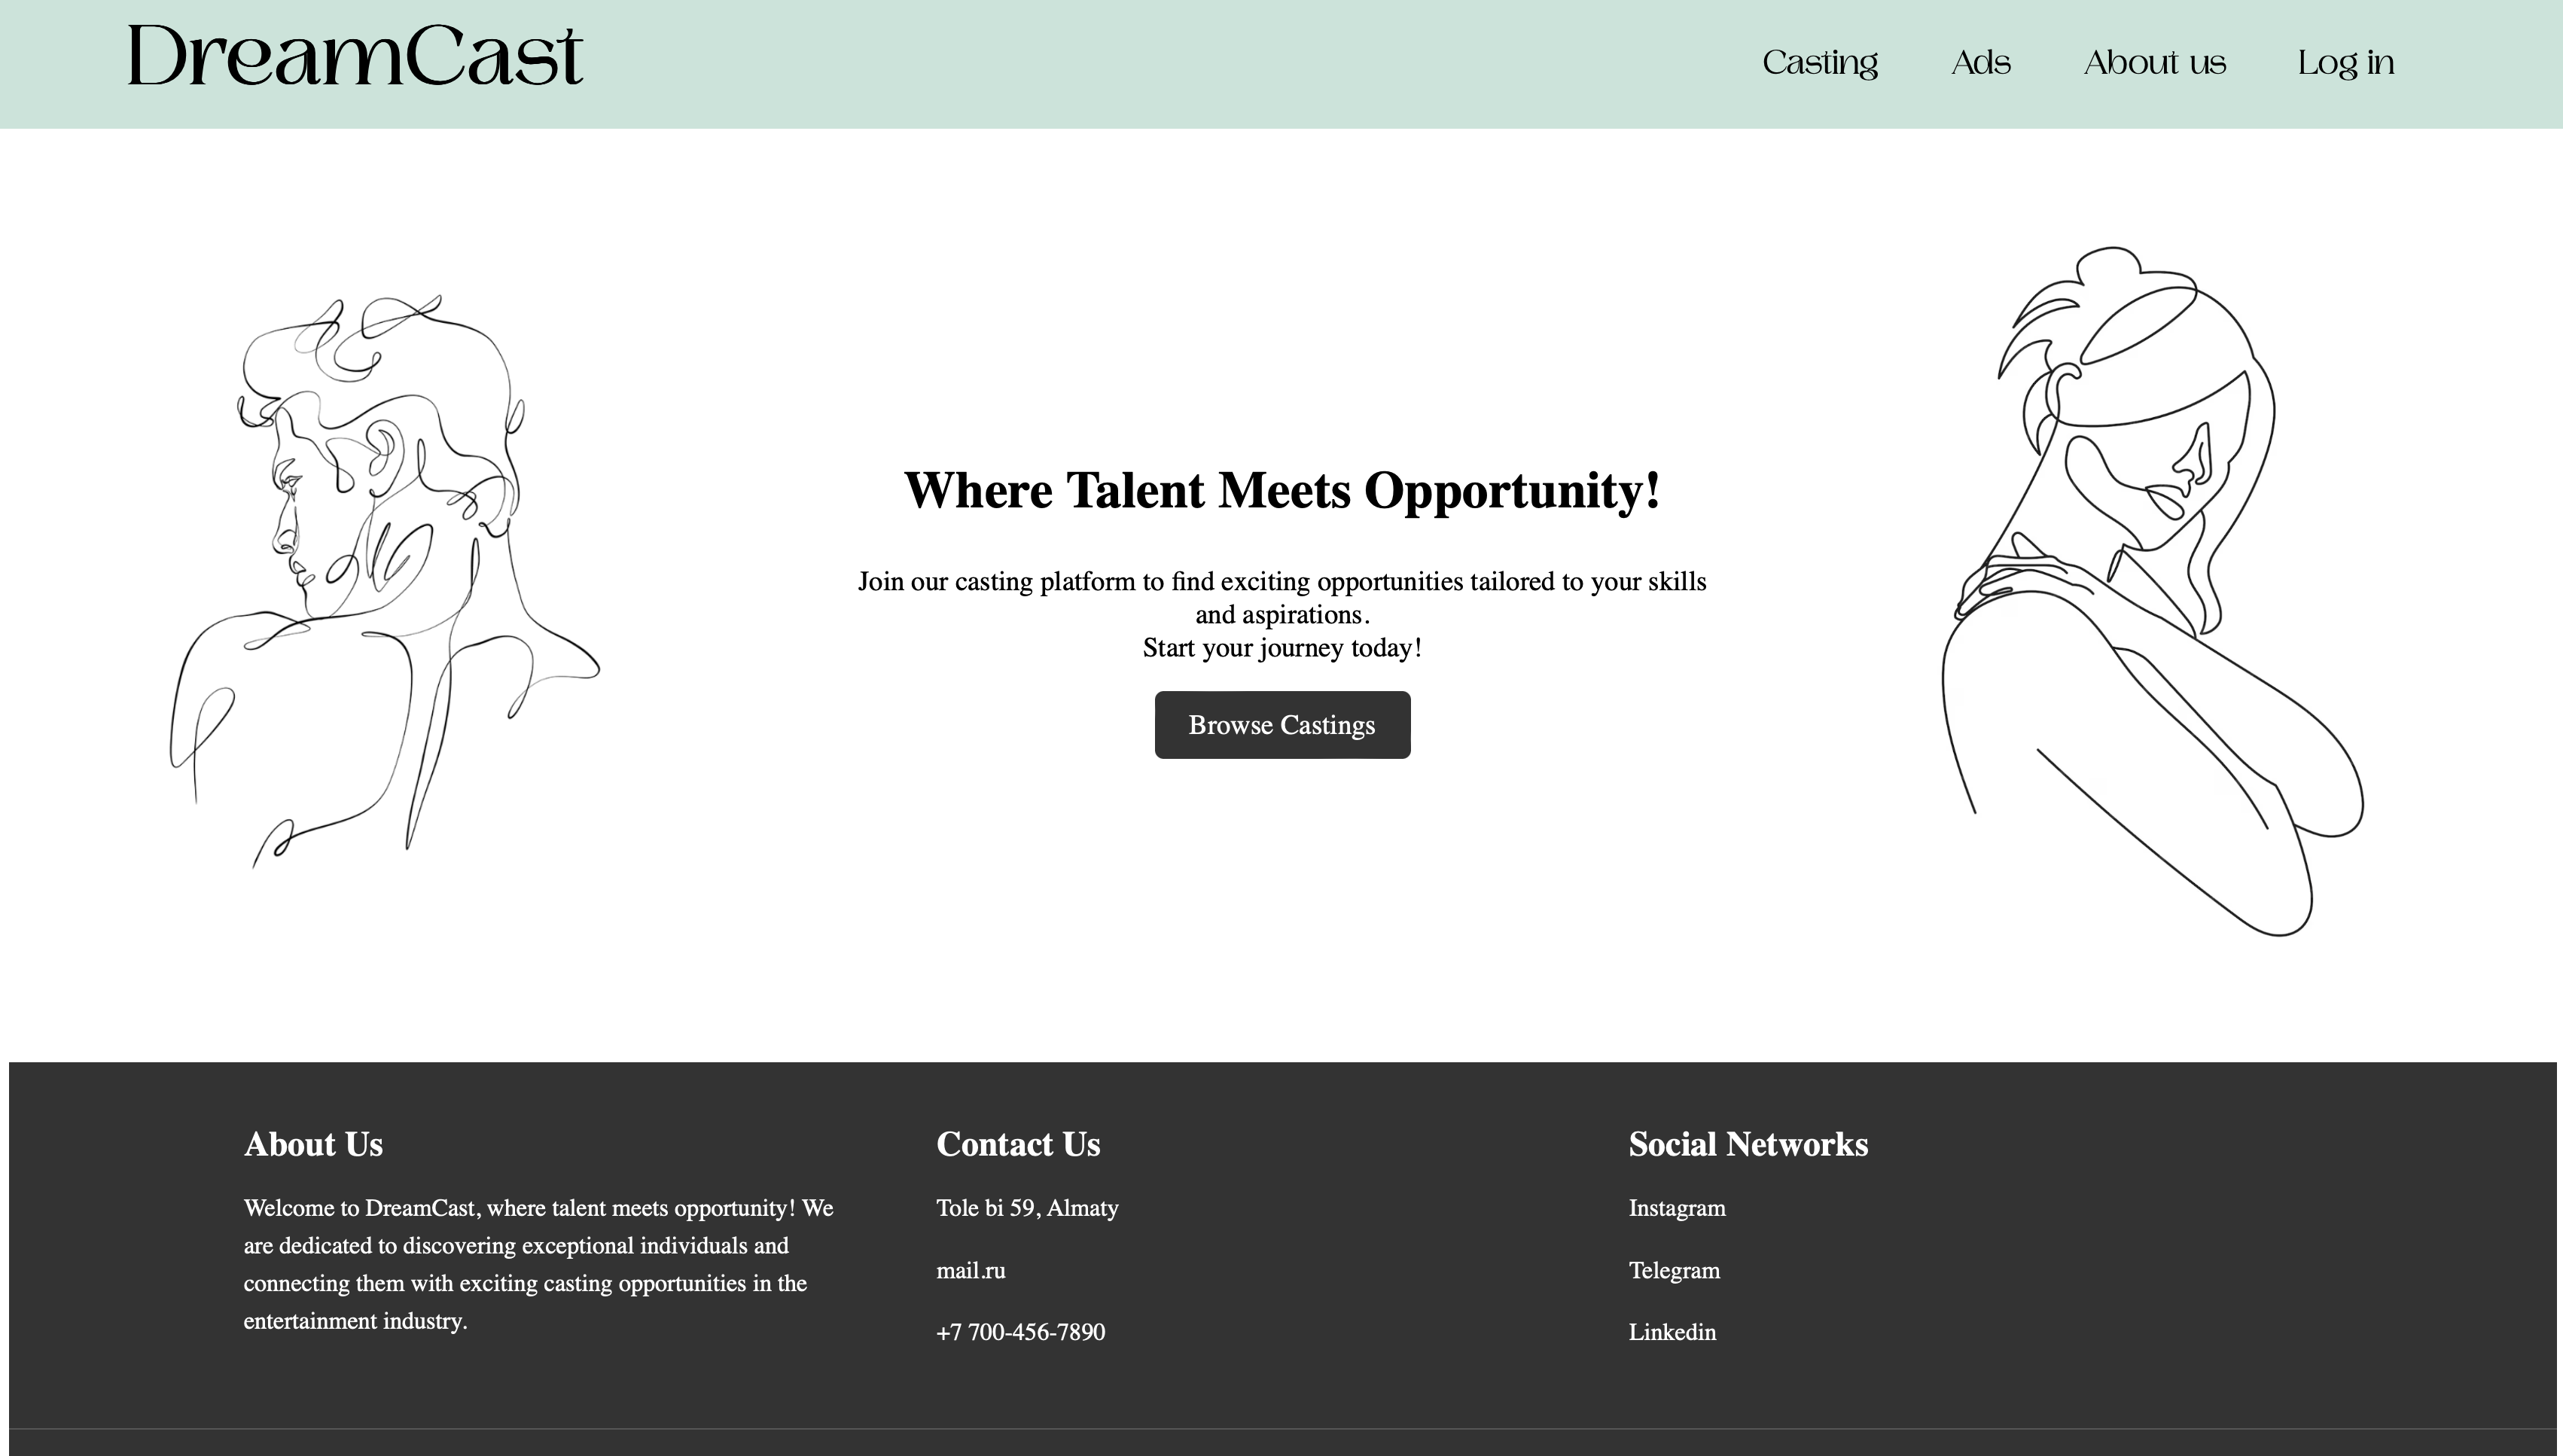 DreamCast
Casting
Ads
About us
Log in
Where Talent Meets Opportunity!
Join our casting platform to find exciting opportunities tailored to your skills
and aspirations.
Start your journey today!
Browse Castings
About Us
Welcome to DreamCast, where talent meets opportunity! We
are dedicated to discovering exceptional individuals and
connecting them with exciting casting opportunities in the
entertainment industry.
Contact Us
Tole bi 59, Almaty
mail.ru
+7 700-456-7890
Social Networks
Instagram
Telegram
Linkedin